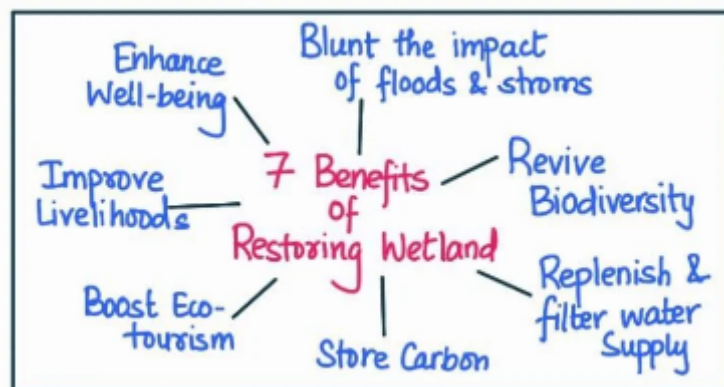 7 Benefits
of
Restoring Wetland
Blunt the impact
of floods & stroms
Revive
Biodiversity
Replenish &
filter water
Supply
Store Carbon
Boost Eco-
tourism
Improve
Livelihoods
Enhance
Well-being